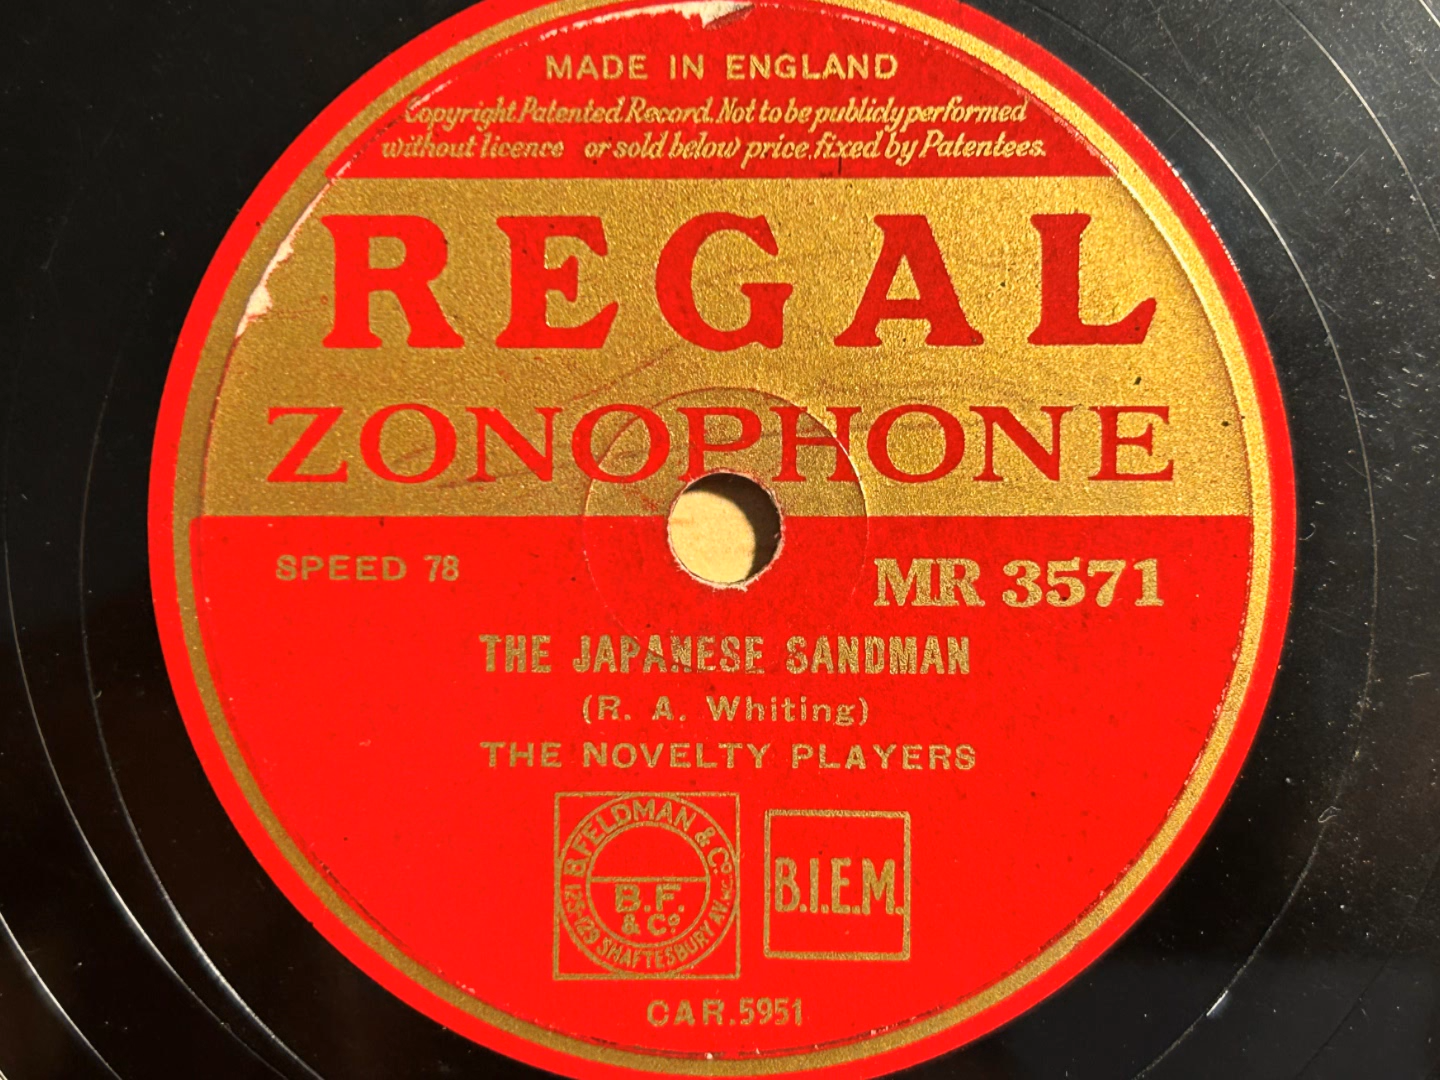 MADE IN ENGLAND
Copyright Patented Record. Not to be publicly performed
without licence or sold below price fixed by Patentees.
REGAL
ZONOPHONE
SPEED 78
MR 3571
THE JAPANESE SANDMAN
(R. A. Whiting)
THE NOVELTY PLAYERS
B. FELDMAN & Co
B.F.
& Co
125-129 SHAFTESBURY AV.
B.I.E.M.
CAR.5951